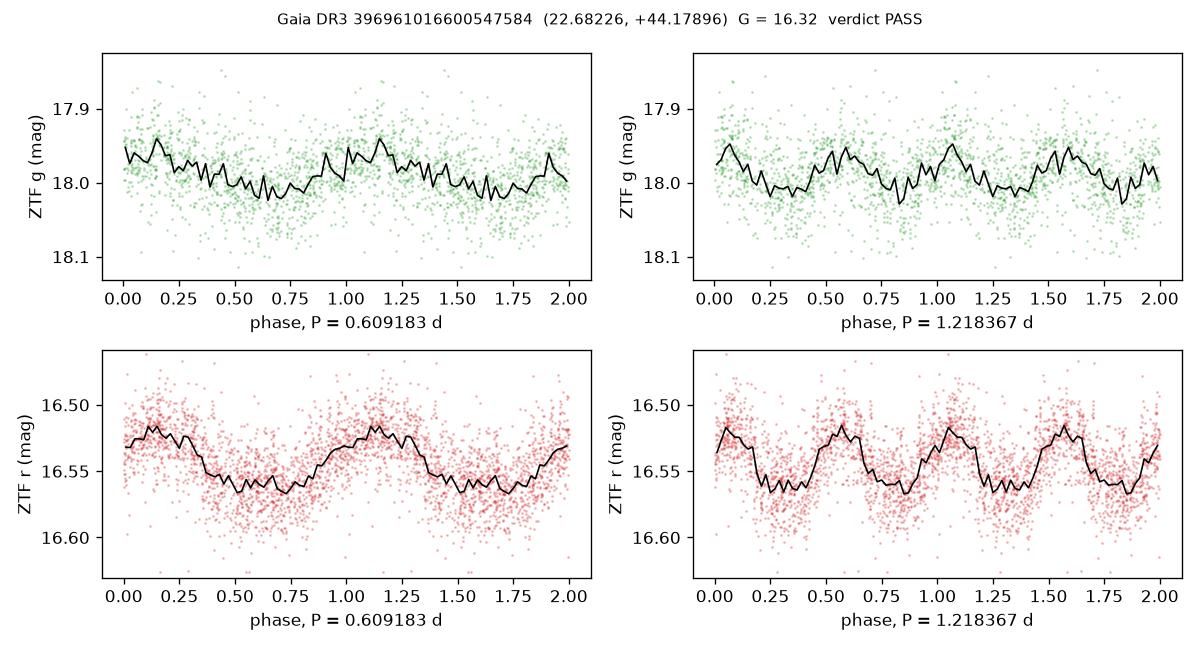 Gaia DR3 396961016600547584 (22.68226, +44.17896) G = 16.32 verdict PASS
ZTF g (mag)
17.9
18.0
18.1
0.00 0.25 0.50 0.75 1.00 1.25 1.50 1.75 2.00
phase, P = 0.609183 d
ZTF g (mag)
17.9
18.0
18.1
0.00 0.25 0.50 0.75 1.00 1.25 1.50 1.75 2.00
phase, P = 1.218367 d
ZTF r (mag)
16.50
16.55
16.60
0.00 0.25 0.50 0.75 1.00 1.25 1.50 1.75 2.00
phase, P = 0.609183 d
ZTF r (mag)
16.50
16.55
16.60
0.00 0.25 0.50 0.75 1.00 1.25 1.50 1.75 2.00
phase, P = 1.218367 d